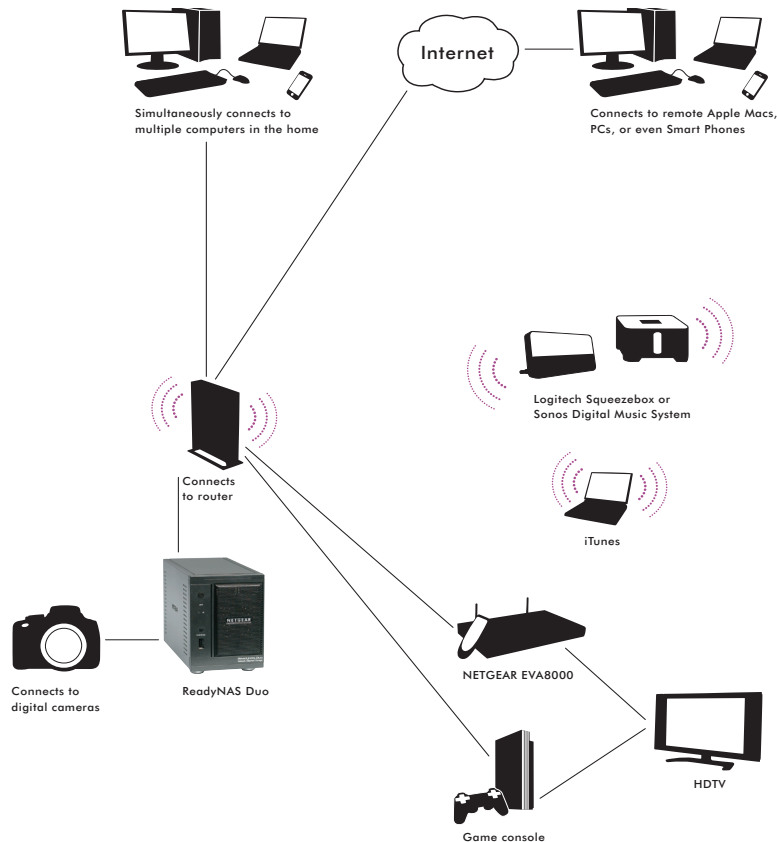 Internet
Simultaneously connects to
multiple computers in the home
Connects to remote Apple Macs,
PCs, or even Smart Phones
Logitech Squeezebox or
Sonos Digital Music System
Connects
to router
iTunes
NETGEAR
Connects to
digital cameras
ReadyNAS Duo
NETGEAR EVA8000
HDTV
Game console